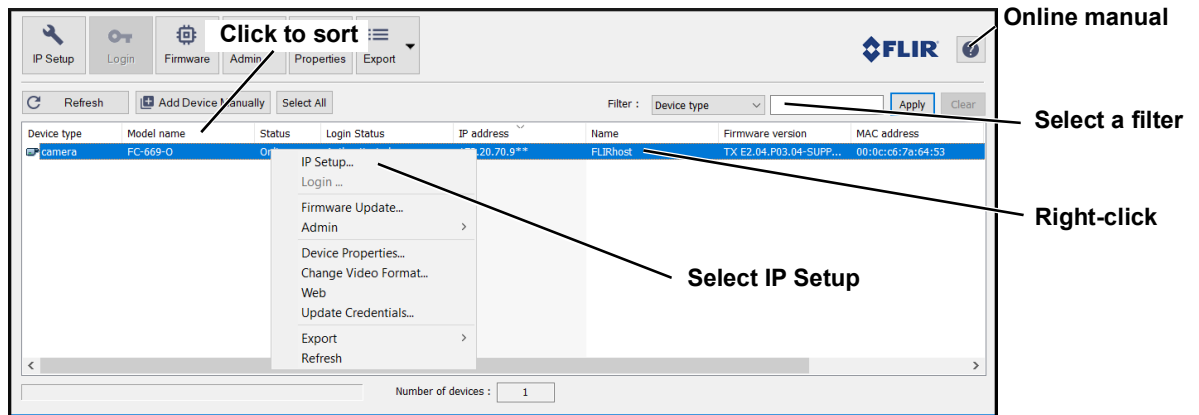 Online manual
Click to sort
IP Setup
Login
Firmware
Admin
Properties
Export
FLIR
Refresh
Add Device Manually
Select All
Filter :
Device type
Apply
Clear
Select a filter
Device type
Model name
Status
Login Status
IP address
Name
Firmware version
MAC address
camera
FC-669-O
.20.70.9**
FLIRhost
TX E2.04.P03.04-SUPP...
00:0c:c6:7a:64:53
IP Setup...
Login ...
Firmware Update...
Admin
Right-click
Device Properties...
Change Video Format...
Select IP Setup
Web
Update Credentials...
Export
Refresh
Number of devices :
1